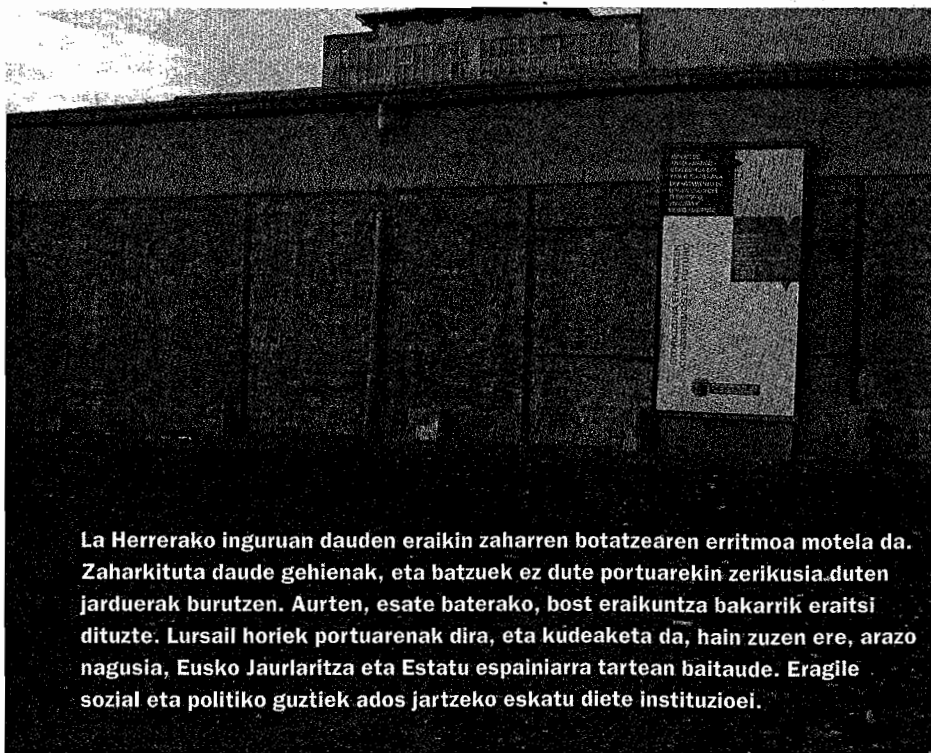 La Herrerako inguruan dauden eraikin zaharren botatzearen erritmoa motela da.
Zaharkituta daude gehienak, eta batzuek ez dute portuarekin zerikusia duten
jarduerak burutzen. Aurten, esate baterako, bost eraikuntza bakarrik eraitsi
dituzte. Lursail horiek portuarenak dira, eta kudeaketa da, hain zuzen ere, arazo
nagusia, Eusko Jaurlaritza eta Estatu espainiarra tartean baitaude. Eragile
sozial eta politiko guztiek ados jartzeko eskatu diete instituzioei.